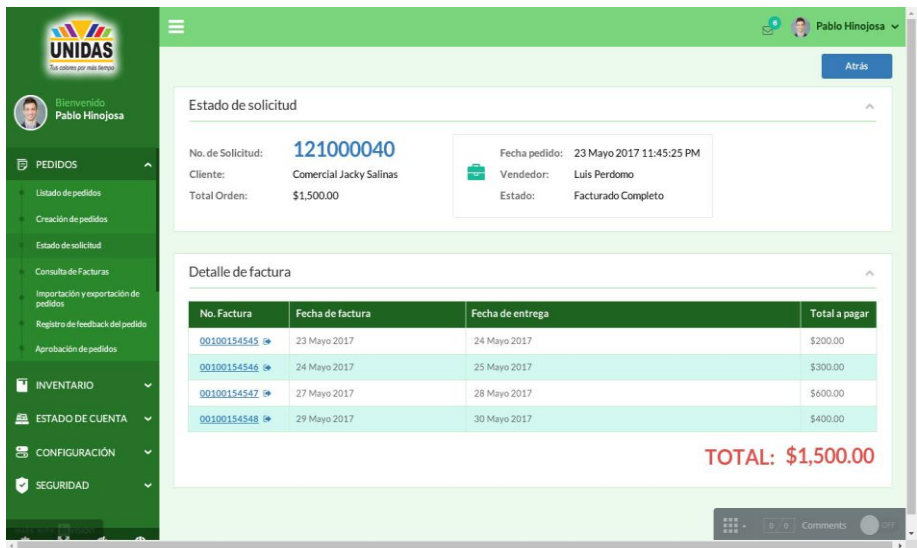 UNIDAS
Tus colores por más tiempo
6
Pablo Hinojosa
Atrás
Bienvenido
Pablo Hinojosa
PEDIDOS
Listado de pedidos
Creación de pedidos
Estado de solicitud
Consulta de Facturas
Importación y exportación de
pedidos
Registro de feedback del pedido
Aprobación de pedidos
INVENTARIO
ESTADO DE CUENTA
CONFIGURACIÓN
SEGURIDAD
Estado de solicitud
No. de Solicitud: 121000040
Cliente: Comercial Jacky Salinas
Total Orden: $1,500.00
Fecha pedido: 23 Mayo 2017 11:45:25 PM
Vendedor: Luis Perdomo
Estado: Facturado Completo
Detalle de factura
No. Factura Fecha de factura Fecha de entrega Total a pagar
00100154545 23 Mayo 2017 24 Mayo 2017 $200.00
00100154546 24 Mayo 2017 25 Mayo 2017 $300.00
00100154547 27 Mayo 2017 28 Mayo 2017 $600.00
00100154548 29 Mayo 2017 30 Mayo 2017 $400.00
TOTAL: $1,500.00
Comments OFF